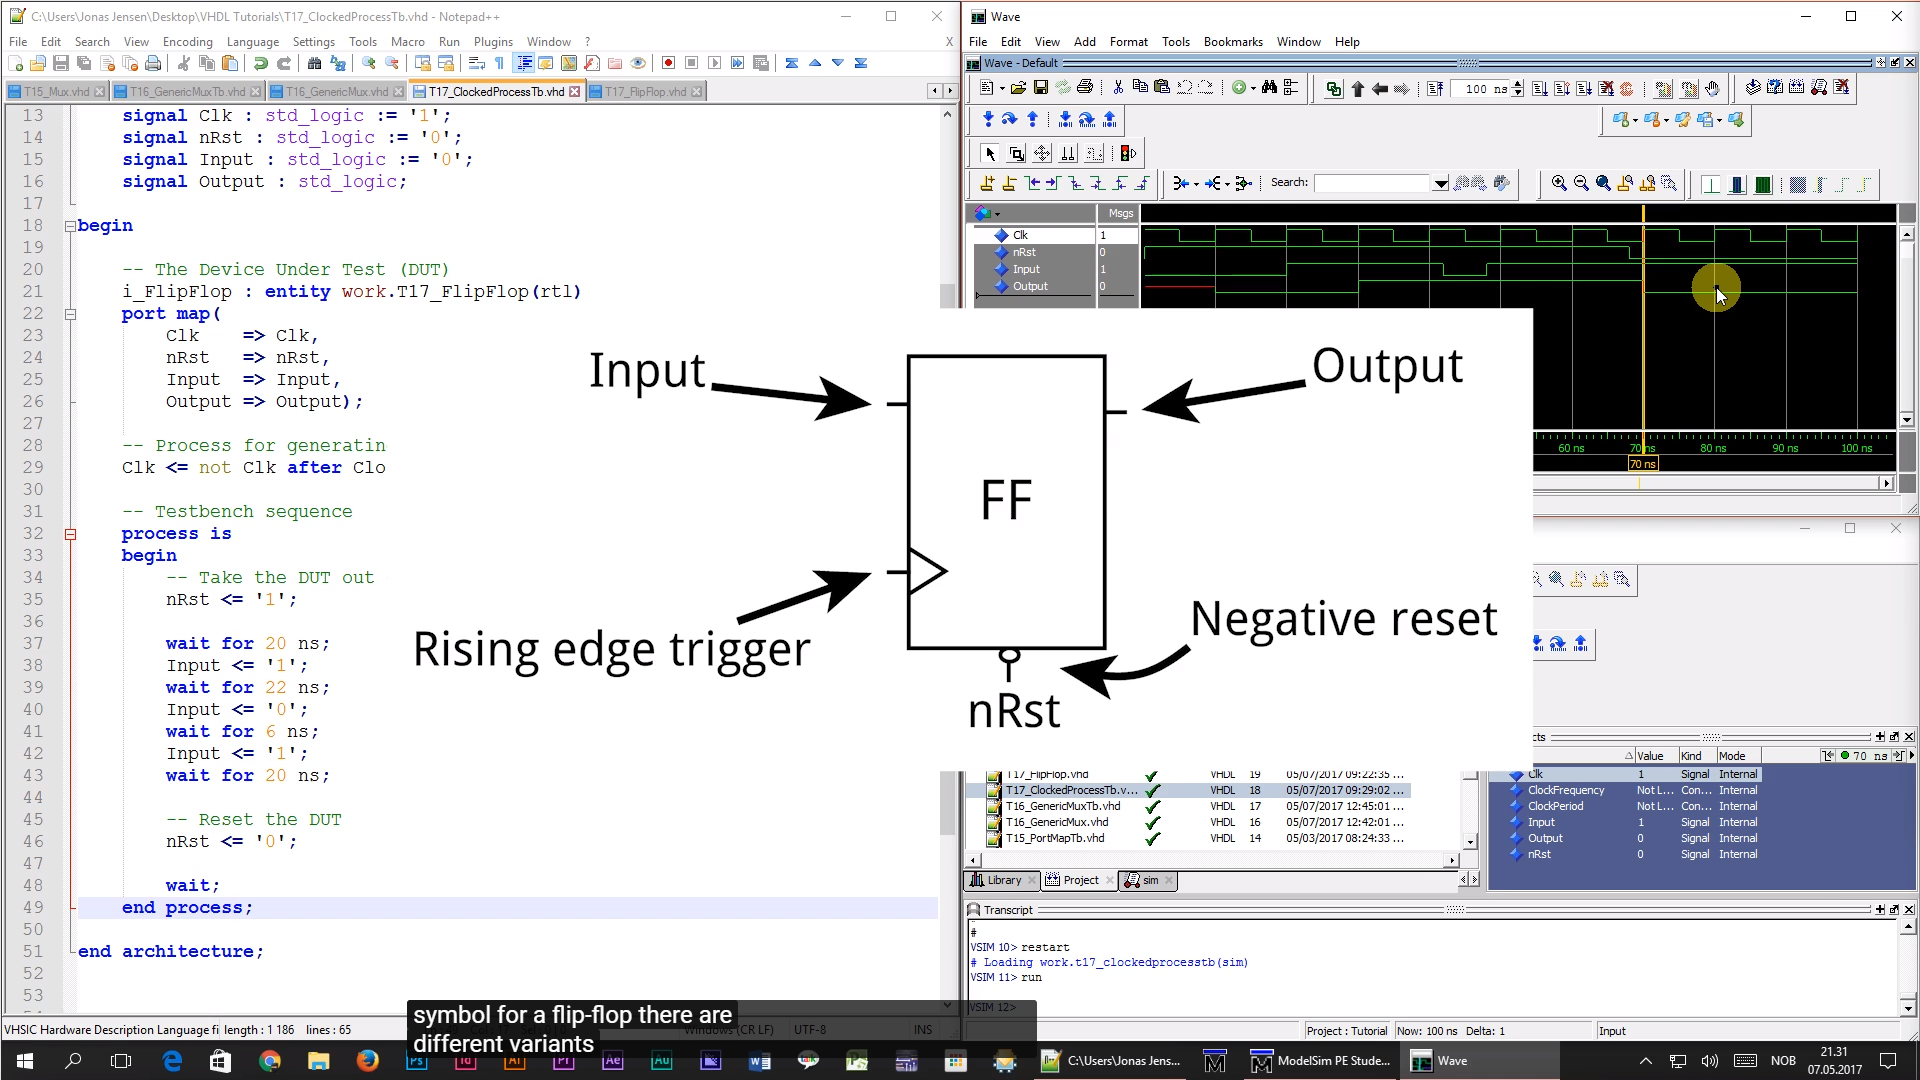 C:\Users\Jonas Jensen\Desktop\VHDL Tutorials\T17_ClockedProcessTb.vhd - Notepad++
File Edit Search View Encoding Language Settings Tools Macro Run Plugins Window ? X
T15_Mux.vhd T16_GenericMuxTb.vhd T16_GenericMux.vhd T17_ClockedProcessTb.vhd T17_FlipFlop.vhd
13 signal Clk : std_logic := '1';
14 signal nRst : std_logic := '0';
15 signal Input : std_logic := '0';
16 signal Output : std_logic;
17
18 begin
19
20 -- The Device Under Test (DUT)
21 i_FlipFlop : entity work.T17_FlipFlop(rtl)
22 port map(
23 Clk => Clk,
24 nRst => nRst,
25 Input => Input,
26 Output => Output);
27
28 -- Process for generatin
29 Clk <= not Clk after Clo
30
31 -- Testbench sequence
32 process is
33 begin
34 -- Take the DUT out
35 nRst <= '1';
36
37 wait for 20 ns;
38 Input <= '1';
39 wait for 22 ns;
40 Input <= '0';
41 wait for 6 ns;
42 Input <= '1';
43 wait for 20 ns;
44
45 -- Reset the DUT
46 nRst <= '0';
47
48 wait;
49 end process;
50
51 end architecture;
52
53
VHSIC Hardware Description Language fi length : 1 186 lines : 65 Windows (CR LF) UTF-8 INS
Input
Output
FF
Rising edge trigger
Negative reset
nRst
symbol for a flip-flop there are
different variants
Wave
File Edit View Add Format Tools Bookmarks Window Help
Wave - Default
100 ns
Search:
Msgs
Clk 1
nRst 0
Input 1
Output 0
60 ns 70 ns 80 ns 90 ns 100 ns
70 ns
cts
Value Kind Mode 70 ns
Clk 1 Signal Internal
ClockFrequency Not L... Con... Internal
ClockPeriod Not L... Con... Internal
Input 1 Signal Internal
Output 0 Signal Internal
nRst 0 Signal Internal
T17_FlipFlop.vhd VHDL 19 05/07/2017 09:22:35 ...
T17_ClockedProcessTb.v... VHDL 18 05/07/2017 09:29:02 ...
T16_GenericMuxTb.vhd VHDL 17 05/07/2017 12:45:01 ...
T16_GenericMux.vhd VHDL 16 05/07/2017 12:42:01 ...
T15_PortMapTb.vhd VHDL 14 05/03/2017 08:24:33 ...
Library Project sim
Transcript
#
VSIM 10> restart
# Loading work.t17_clockedprocesstb(sim)
VSIM 11> run
VSIM 12>
Project : Tutorial Now: 100 ns Delta: 1 Input
Ps Id Ai Pr Ae Au
C:\Users\Jonas Jens... ModelSim PE Stude... Wave
NOB
21.31
07.05.2017